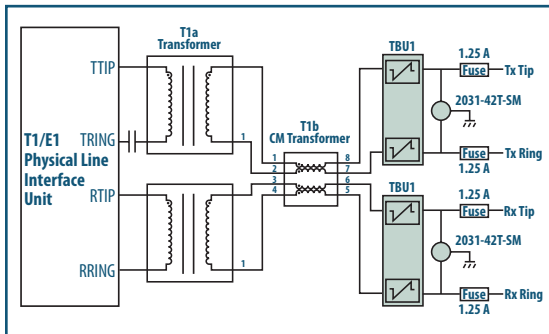 T1a
Transformer
TBU1
1.25 A
TTIP
Fuse
Tx Tip
2031-42T-SM
T1b
CM Transformer
T1/E1
Physical Line
Interface
Unit
TRING
1
1
8
2
7
Fuse
Tx Ring
1.25 A
3
6
4
5
TBU1
1.25 A
RTIP
Fuse
Rx Tip
2031-42T-SM
RRING
1
Fuse
Rx Ring
1.25 A